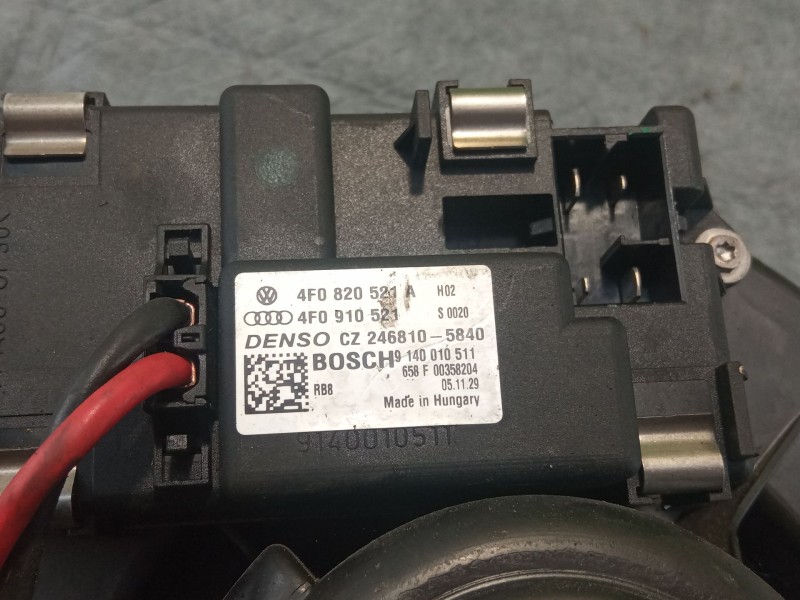 4F0 820 521 A H02
4F0 910 521 S 0020
DENSO CZ 246810-5840
BOSCH 9 140 010 511
658 F 00358204
RB8 05.11.29
Made in Hungary
9140010511